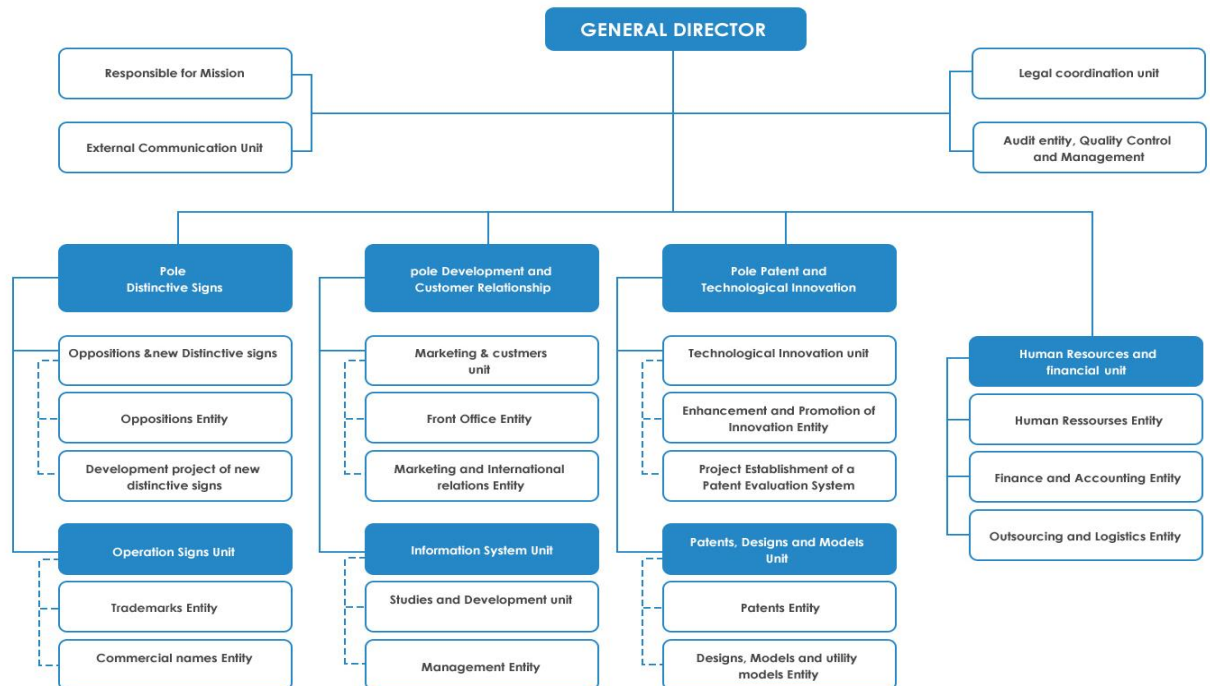 GENERAL DIRECTOR
Responsible for Mission
External Communication Unit
Legal coordination unit
Audit entity, Quality Control
and Management
Pole
Distinctive Signs
Oppositions &new Distinctive signs
Oppositions Entity
Development project of new
distinctive signs
Operation Signs Unit
Trademarks Entity
Commercial names Entity
pole Development and
Customer Relationship
Marketing & custmers
unit
Front Office Entity
Marketing and International
relations Entity
Information System Unit
Studies and Development unit
Management Entity
Pole Patent and
Technological Innovation
Technological Innovation unit
Enhancement and Promotion of
Innovation Entity
Project Establishment of a
Patent Evaluation System
Patents, Designs and Models
Unit
Patents Entity
Designs, Models and utility
models Entity
Human Resources and
financial unit
Human Ressourses Entity
Finance and Accounting Entity
Outsourcing and Logistics Entity